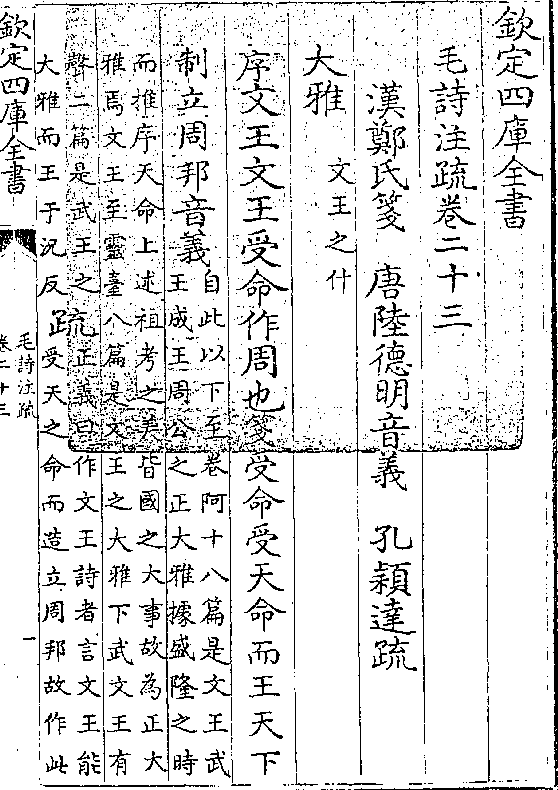 欽定四庫全書
毛詩注疏卷二十三
漢鄭氏箋　唐陸德明音義　孔穎達疏
大雅　文王之什
序文王文王受命作周也箋受命受天命而王天下
制立周邦音義自此以下至卷阿十八篇是文王武
王成王周公之正大雅據盛隆之時
而推序天命上述祖考之美皆國之大事故為正大
雅焉文王至靈臺八篇是文王之大雅下武文王有
聲二篇是武王之
大雅而王于況反疏正義曰作文王詩者言文王能
受天之命而造立周邦故作此
欽定四庫全書
毛詩注疏
卷二十三
一